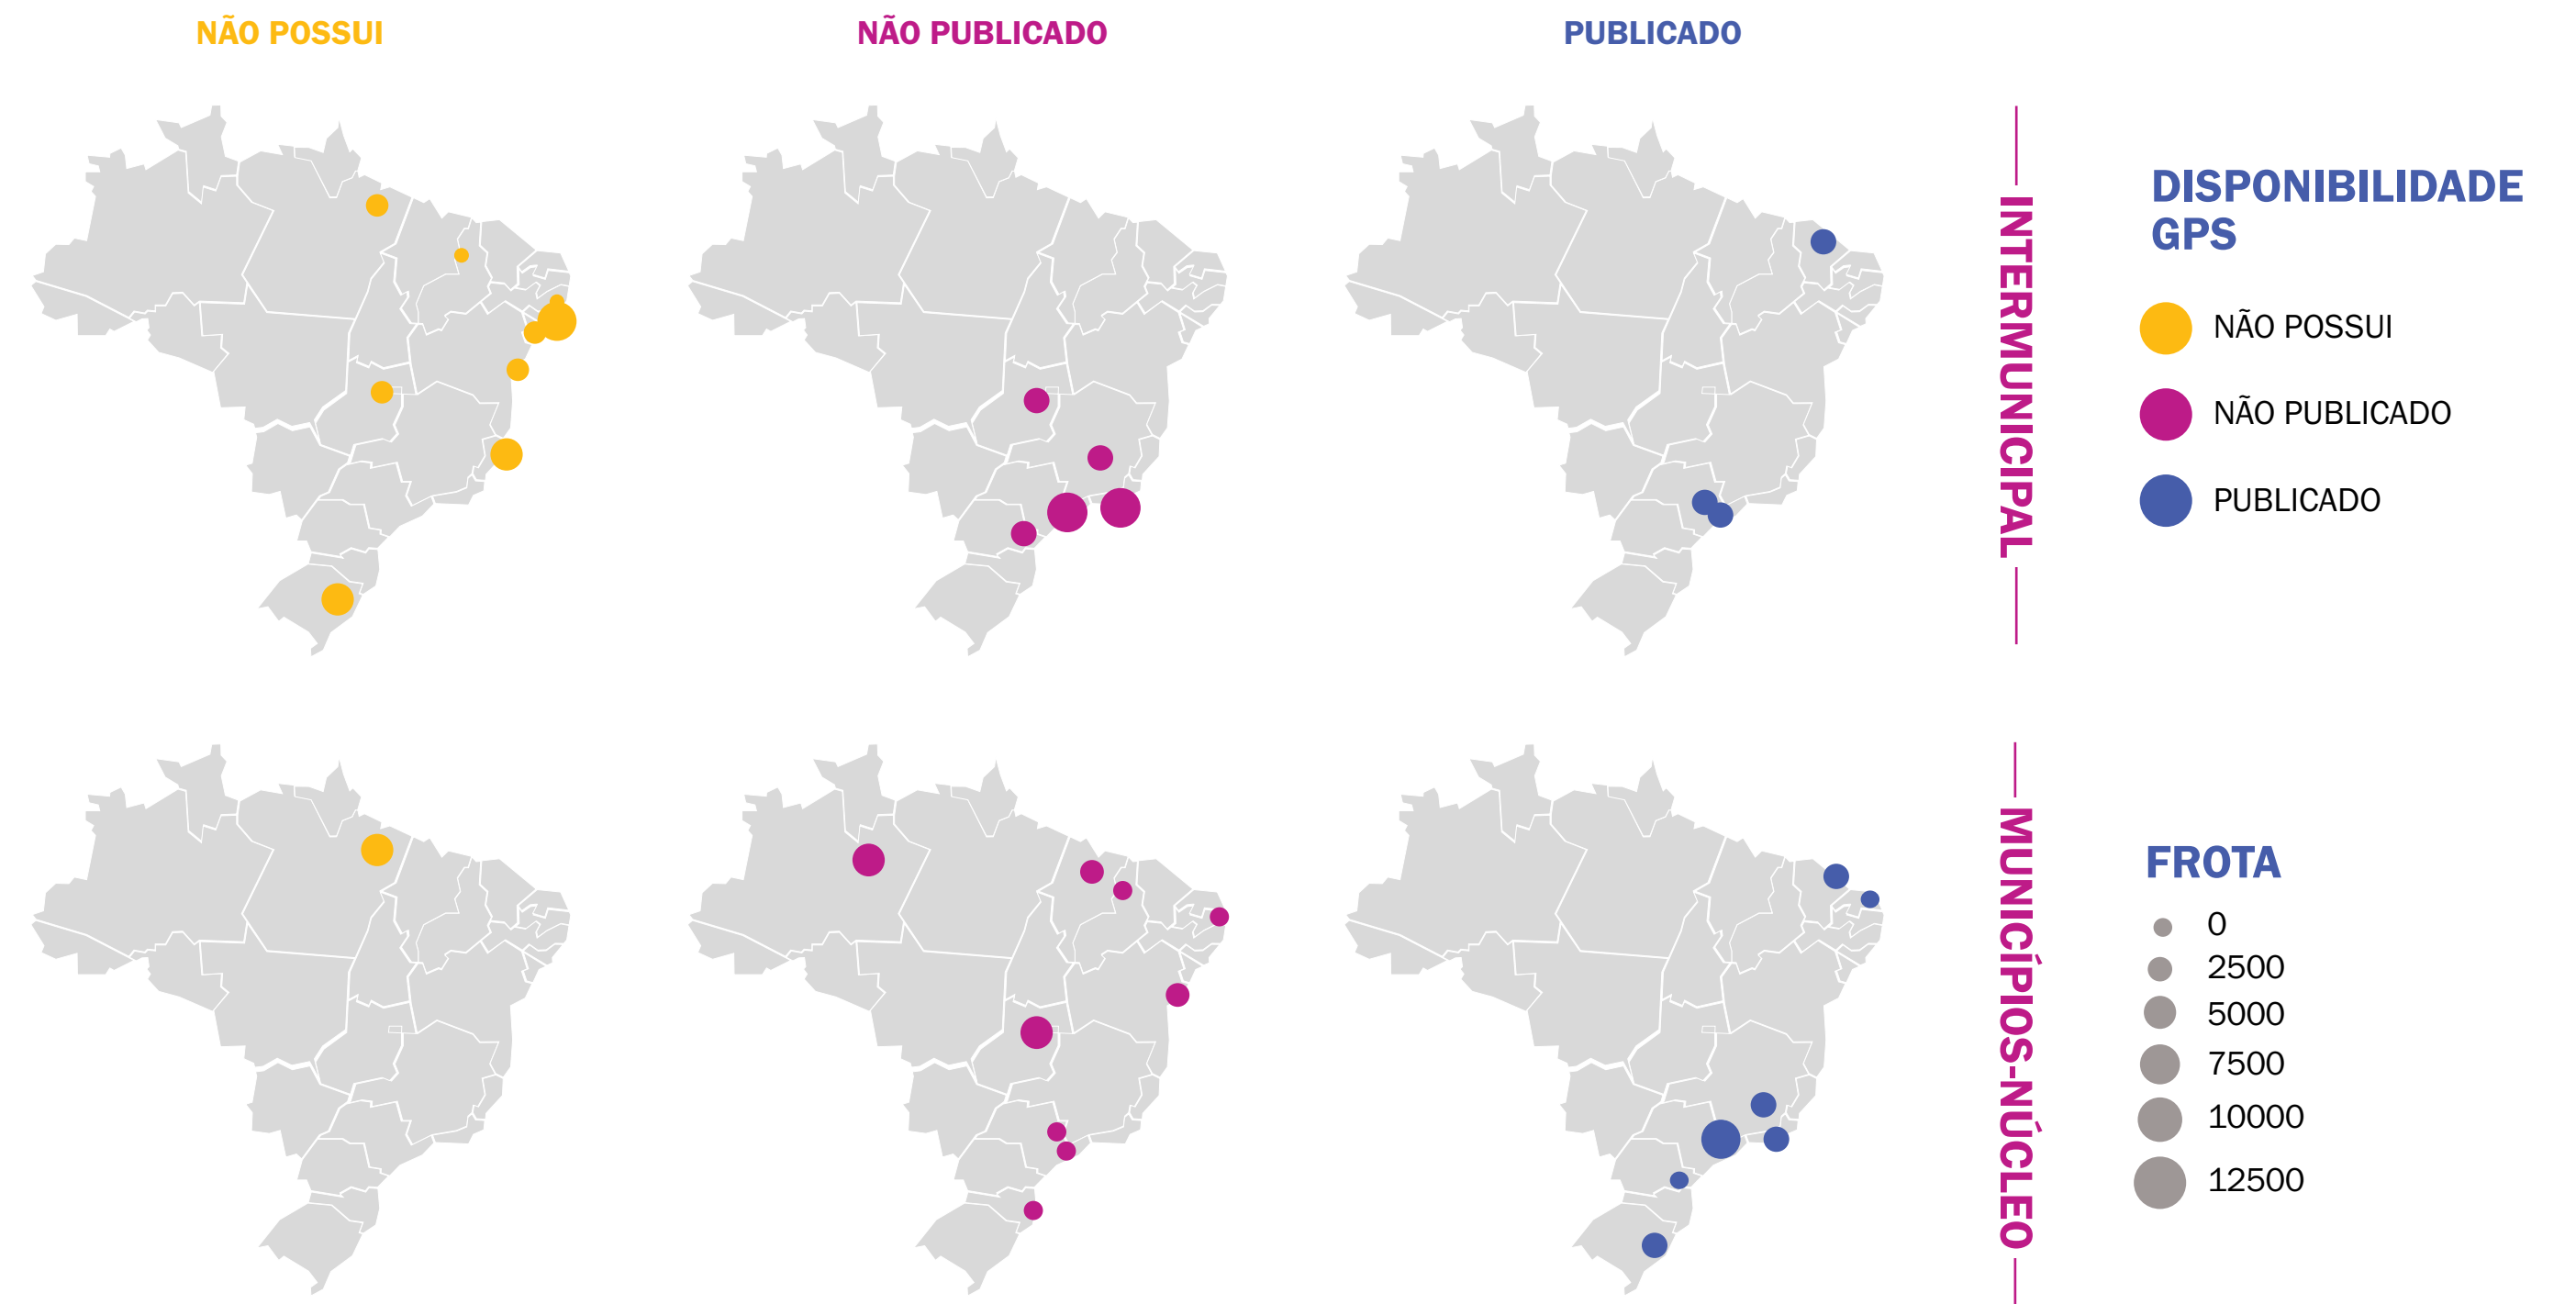 NÃO POSSUI
NÃO PUBLICADO
PUBLICADO
INTERMUNICIPAL
DISPONIBILIDADE
GPS
NÃO POSSUI
NÃO PUBLICADO
PUBLICADO
MUNICÍPIOS-NÚCLEO
FROTA
0
2500
5000
7500
10000
12500